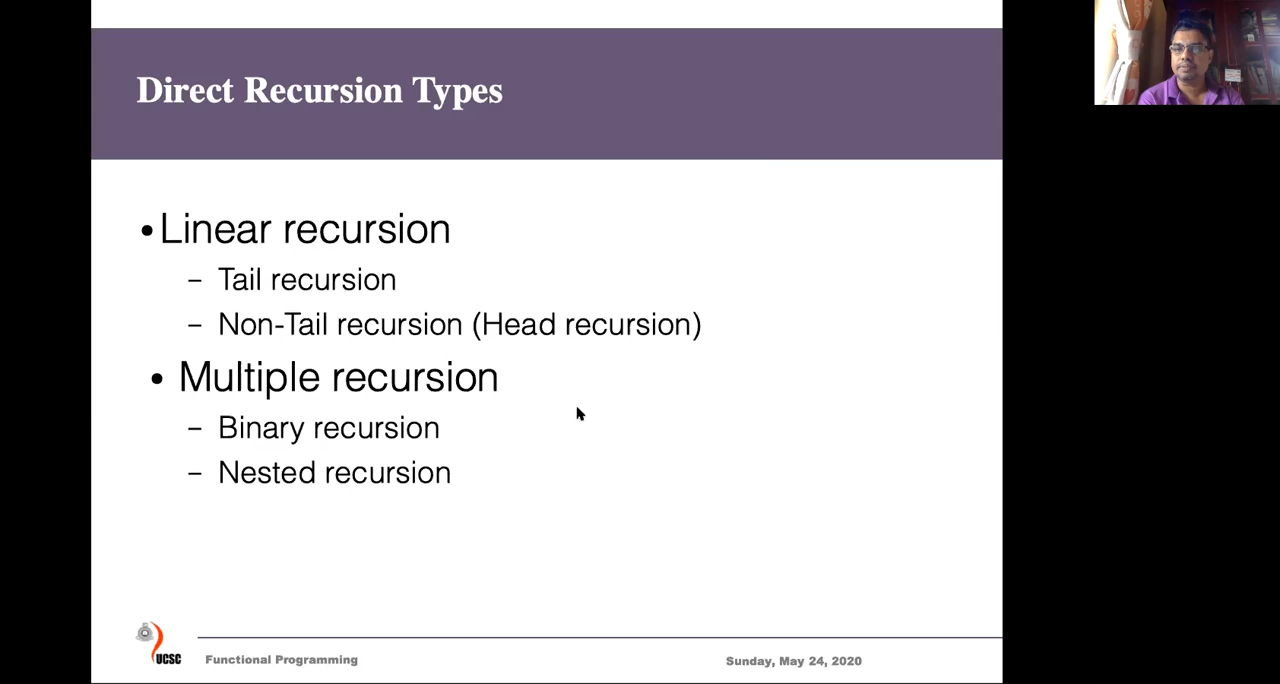 Direct Recursion Types
•Linear recursion
– Tail recursion
– Non-Tail recursion (Head recursion)
• Multiple recursion
– Binary recursion
– Nested recursion
UCSC
Functional Programming
Sunday, May 24, 2020